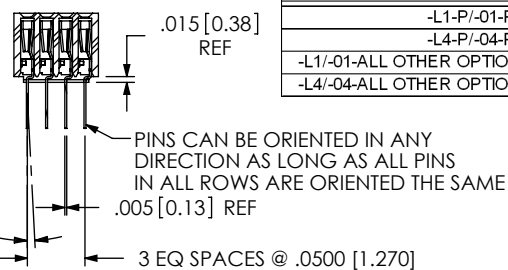 .015 [0.38]
REF
-L1-P/-01-P
-L4-P/-04-P
-L1/-01-ALL OTHER OPTIO
-L4/-04-ALL OTHER OPTIO
PINS CAN BE ORIENTED IN ANY
DIRECTION AS LONG AS ALL PINS
IN ALL ROWS ARE ORIENTED THE SAME
.005 [0.13] REF
3 EQ SPACES @ .0500 [1.270]